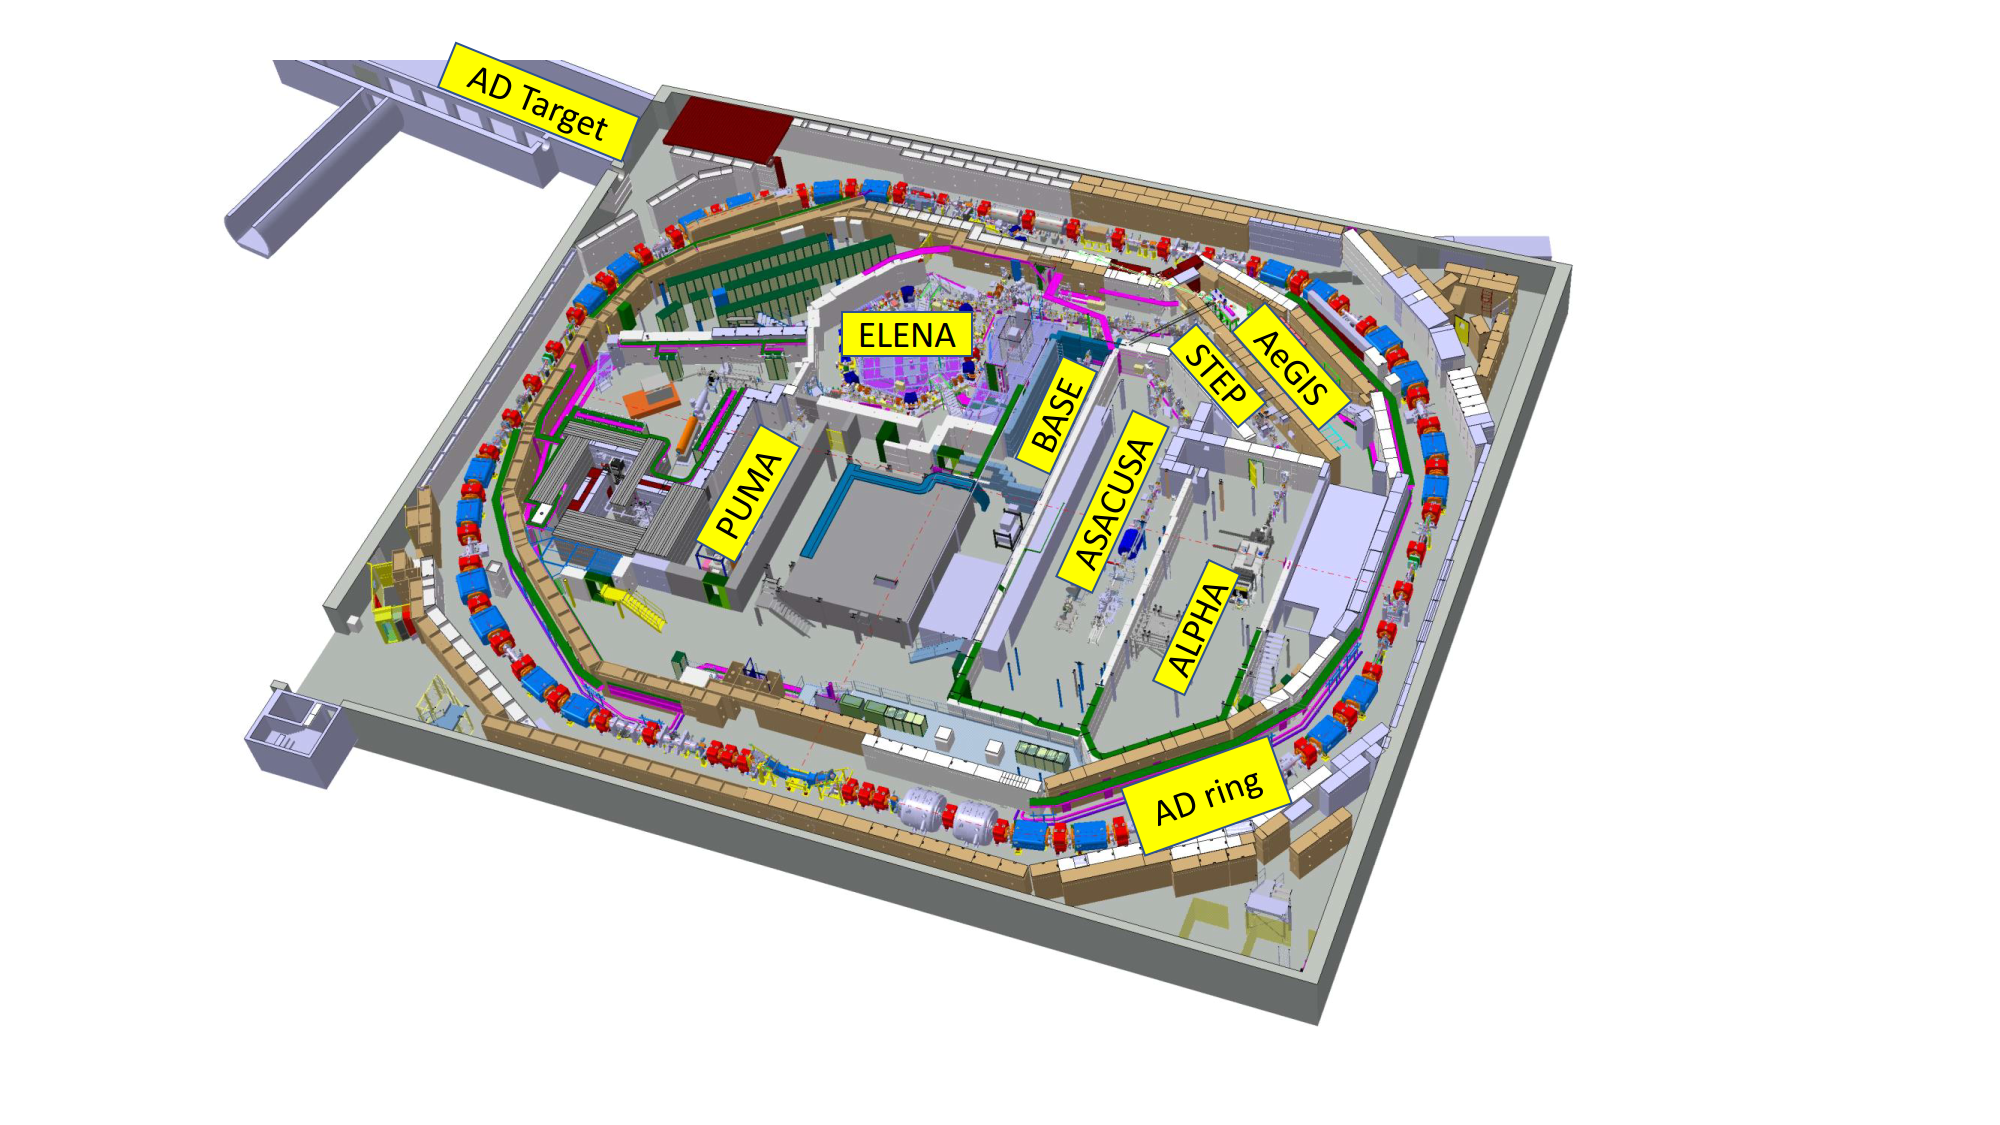 AD Target
ELENA
STEP
AeGIS
BASE
PUMA
ASACUSA
ALPHA
AD ring